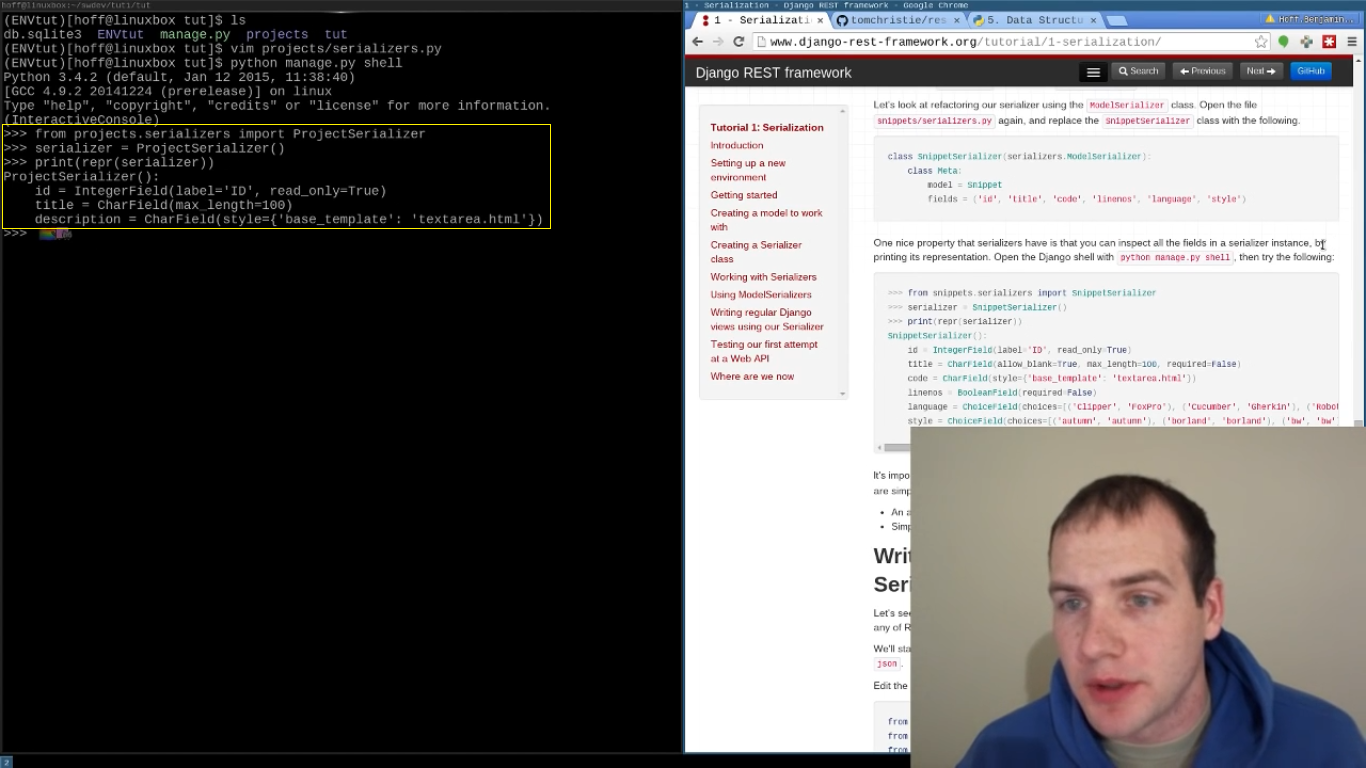 hoff@linuxbox:~/swdev/tut1/tut
(ENVtut)[hoff@linuxbox tut]$ ls
db.sqlite3  ENVtut  manage.py  projects  tut
(ENVtut)[hoff@linuxbox tut]$ vim projects/serializers.py
(ENVtut)[hoff@linuxbox tut]$ python manage.py shell
Python 3.4.2 (default, Jan 12 2015, 11:38:40)
[GCC 4.9.2 20141224 (prerelease)] on linux
Type "help", "copyright", "credits" or "license" for more information.
(InteractiveConsole)
>>> from projects.serializers import ProjectSerializer
>>> serializer = ProjectSerializer()
>>> print(repr(serializer))
ProjectSerializer():
    id = IntegerField(label='ID', read_only=True)
    title = CharField(max_length=100)
    description = CharField(style={'base_template': 'textarea.html'})
>>>
2
1 - Serialization - Django REST framework - Google Chrome
1 - Serializati
tomchristie/res
5. Data Structu
Hoff,Benjamin...
www.django-rest-framework.org/tutorial/1-serialization/
Django REST framework
Search
Previous
Next
GitHub
Tutorial 1: Serialization
Introduction
Setting up a new
environment
Getting started
Creating a model to work
with
Creating a Serializer
class
Working with Serializers
Using ModelSerializers
Writing regular Django
views using our Serializer
Testing our first attempt
at a Web API
Where are we now
Let's look at refactoring our serializer using the ModelSerializer class. Open the file
snippets/serializers.py again, and replace the SnippetSerializer class with the following.
class SnippetSerializer(serializers.ModelSerializer):
    class Meta:
        model = Snippet
        fields = ('id', 'title', 'code', 'linenos', 'language', 'style')
One nice property that serializers have is that you can inspect all the fields in a serializer instance, by
printing its representation. Open the Django shell with python manage.py shell, then try the following:
>>> from snippets.serializers import SnippetSerializer
>>> serializer = SnippetSerializer()
>>> print(repr(serializer))
SnippetSerializer():
    id = IntegerField(label='ID', read_only=True)
    title = CharField(allow_blank=True, max_length=100, required=False)
    code = CharField(style={'base_template': 'textarea.html'})
    linenos = BooleanField(required=False)
    language = ChoiceField(choices=[('Clipper', 'FoxPro'), ('Cucumber', 'Gherkin'), ('Robot
    style = ChoiceField(choices=[('autumn', 'autumn'), ('borland', 'borland'), ('bw', 'bw'
It's impo
are simp
An a
Simp
Writ
Seri
Let's see
any of R
We'll sta
json.
Edit the
from
from
from